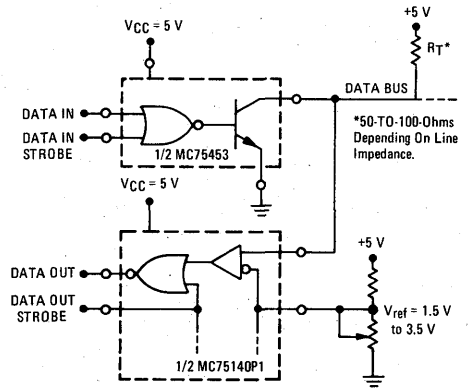 VCC = 5 V
+5 V
RT*
DATA BUS
DATA IN
DATA IN
STROBE
1/2 MC75453
*50-TO-100-Ohms
Depending On Line
Impedance.
VCC = 5 V
+5 V
DATA OUT
DATA OUT
STROBE
Vref = 1.5 V
to 3.5 V
1/2 MC75140P1